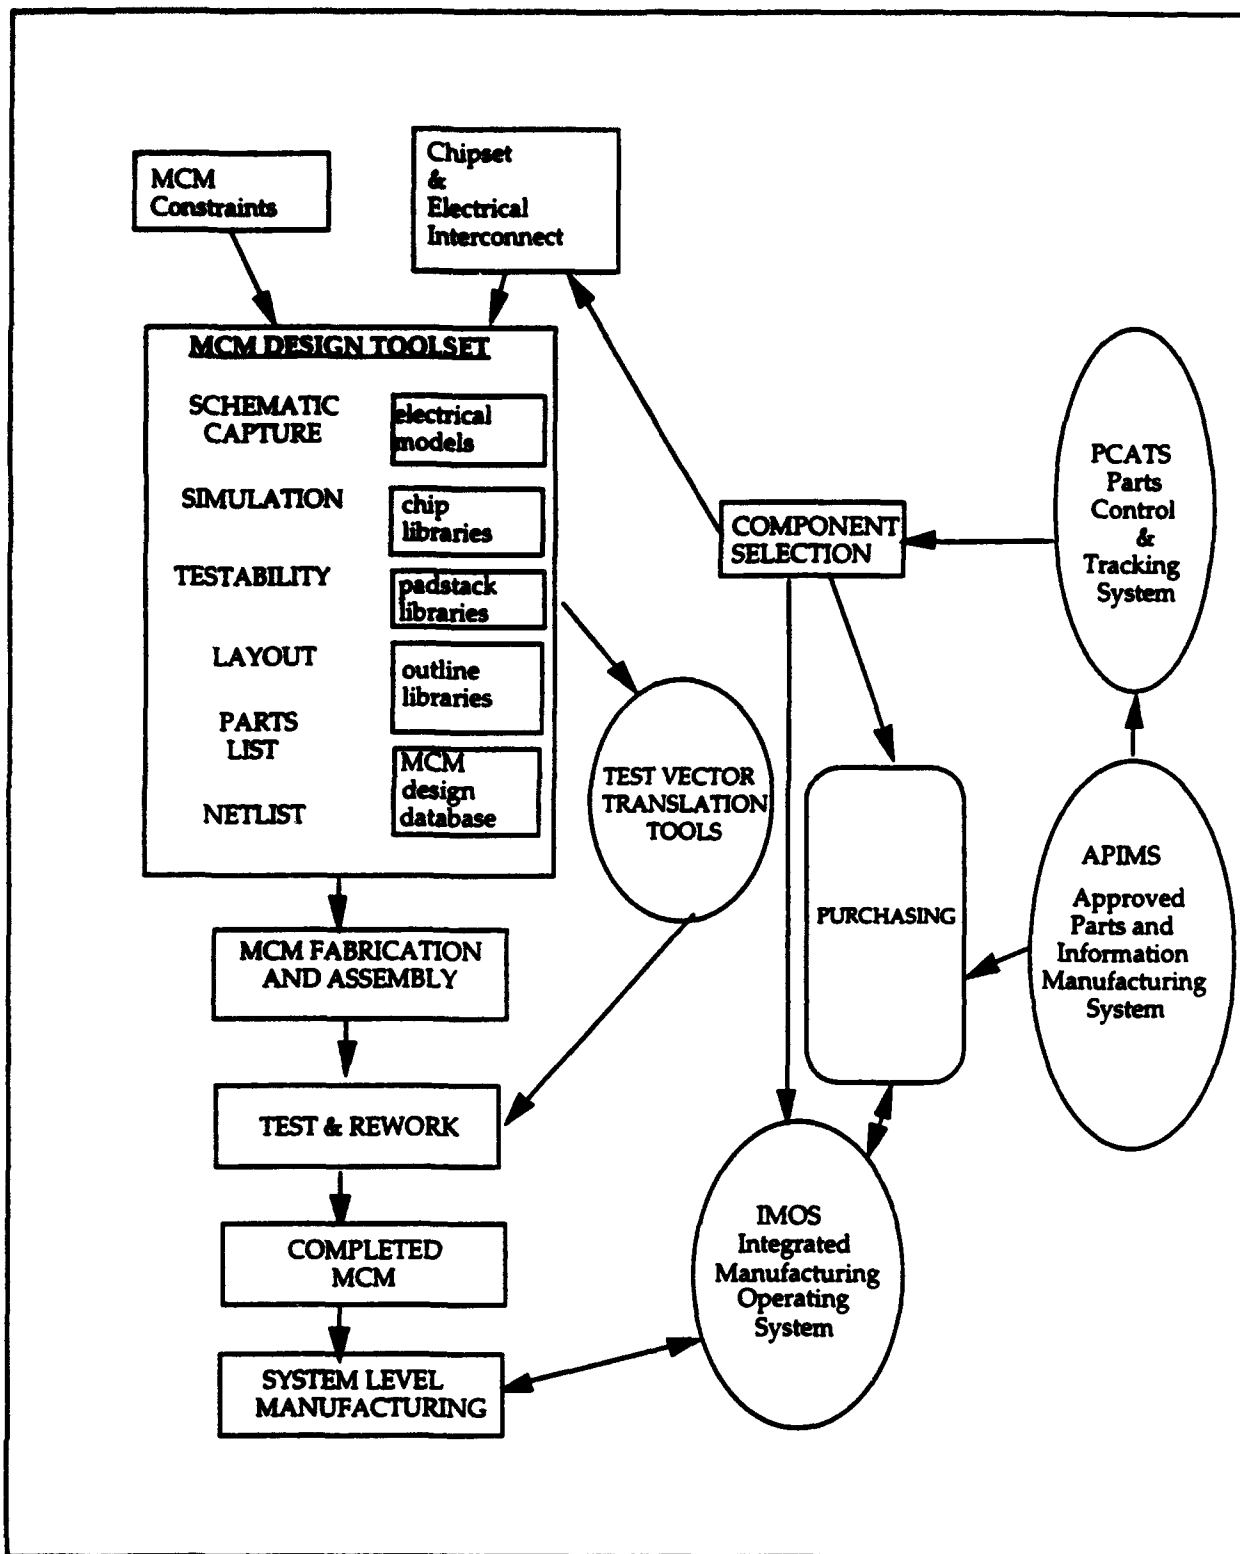 MCM
Constraints
Chipset
&
Electrical
Interconnect
MCM DESIGN TOOLSET
SCHEMATIC
CAPTURE
electrical
models
SIMULATION
chip
libraries
TESTABILITY
padstack
libraries
LAYOUT
outline
libraries
PARTS
LIST
MCM
design
database
NETLIST
COMPONENT
SELECTION
PCATS
Parts
Control
&
Tracking
System
TEST VECTOR
TRANSLATION
TOOLS
PURCHASING
APIMS
Approved
Parts and
Information
Manufacturing
System
MCM FABRICATION
AND ASSEMBLY
TEST & REWORK
COMPLETED
MCM
SYSTEM LEVEL
MANUFACTURING
IMOS
Integrated
Manufacturing
Operating
System